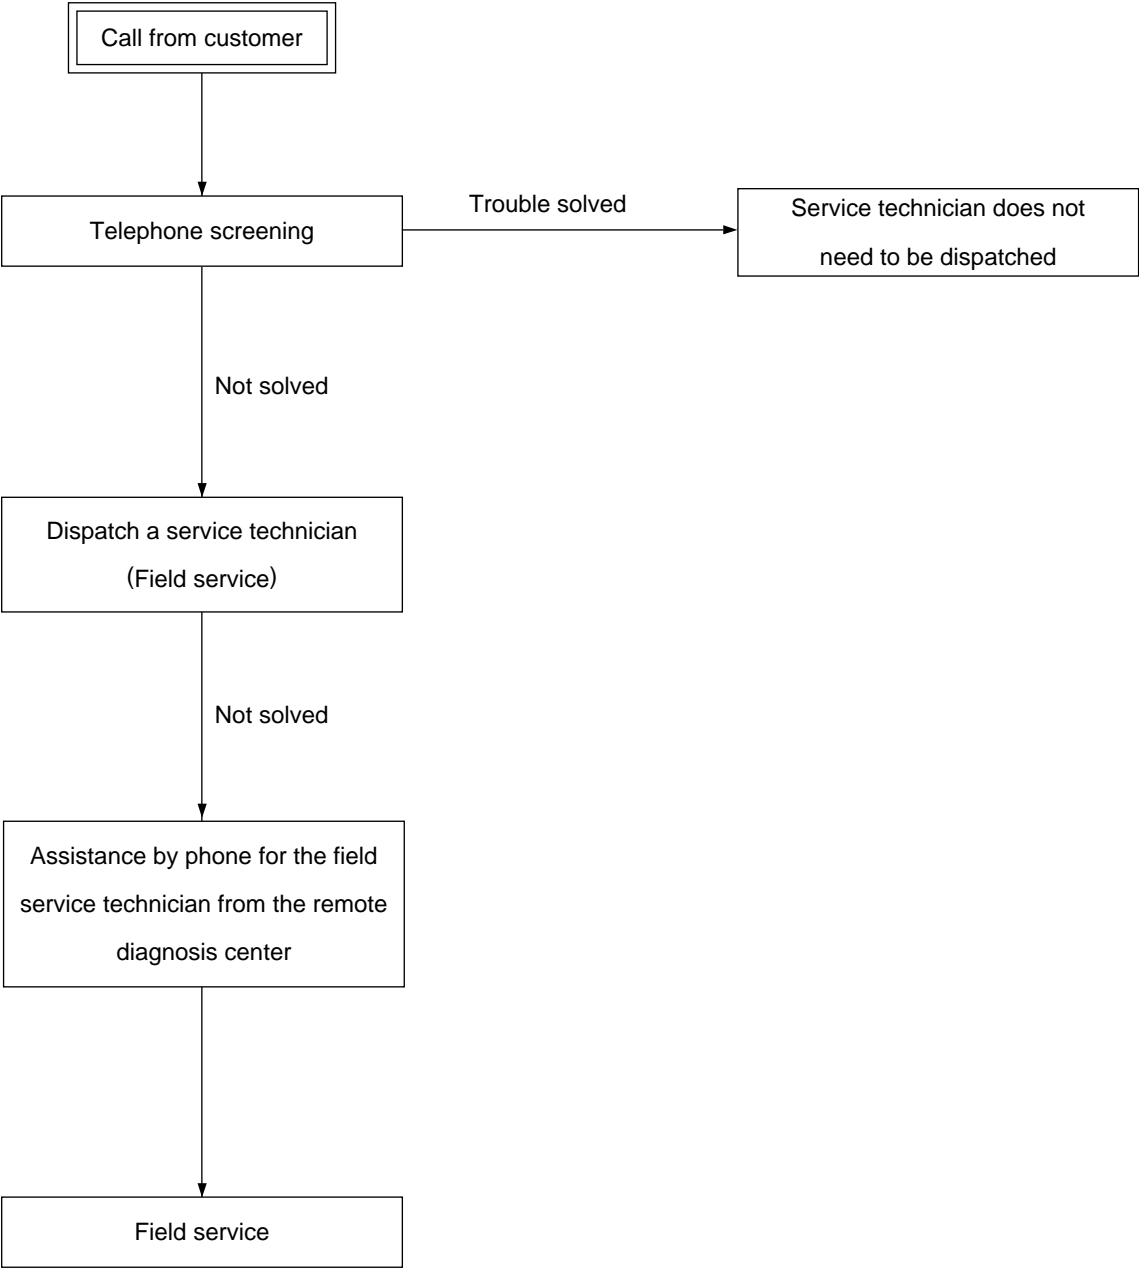 Call from customer
Telephone screening
Trouble solved
Service technician does not
need to be dispatched
Not solved
Dispatch a service technician
(Field service)
Not solved
Assistance by phone for the field
service technician from the remote
diagnosis center
Field service